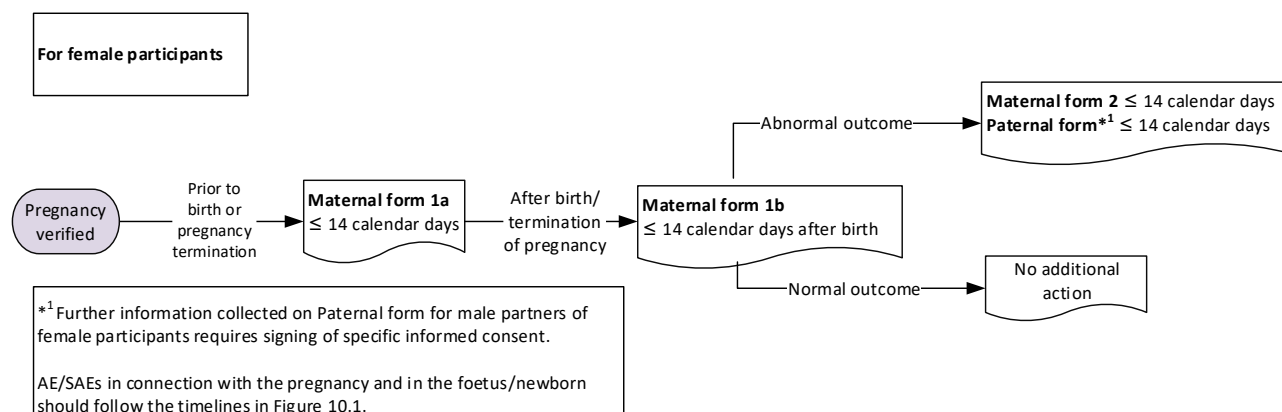 For female participants
Pregnancy
verified
Prior to
birth or
pregnancy
termination
Maternal form 1a
≤ 14 calendar days
After birth/
termination
of pregnancy
Maternal form 1b
≤ 14 calendar days after birth
Abnormal outcome
Maternal form 2 ≤ 14 calendar days
Paternal form*¹ ≤ 14 calendar days
Normal outcome
No additional
action
*¹ Further information collected on Paternal form for male partners of
female participants requires signing of specific informed consent.
AE/SAEs in connection with the pregnancy and in the foetus/newborn
should follow the timelines in Figure 10.1.